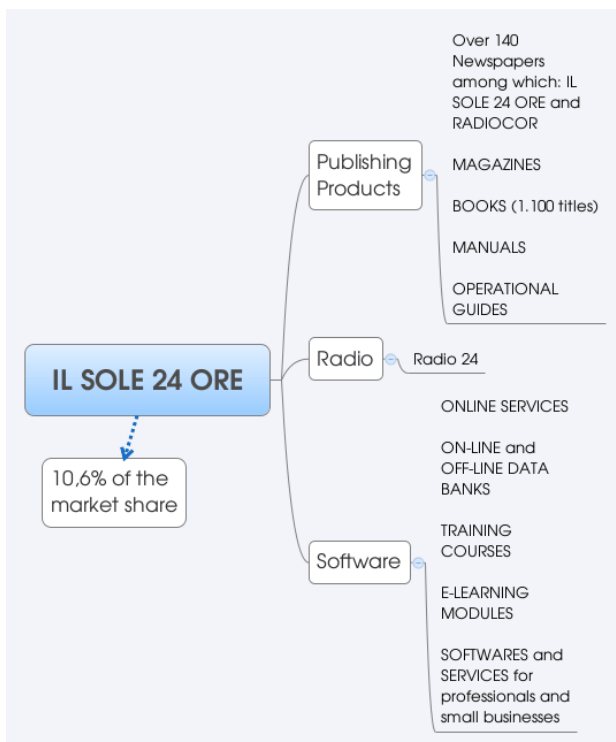 Over 140
Newspapers
among which: IL
SOLE 24 ORE and
RADIOCOR
Publishing
Products
MAGAZINES
BOOKS (1.100 titles)
MANUALS
OPERATIONAL
GUIDES
IL SOLE 24 ORE
Radio
Radio 24
10,6% of the
market share
ONLINE SERVICES
ON-LINE and
OFF-LINE DATA
BANKS
TRAINING
COURSES
Software
E-LEARNING
MODULES
SOFTWARES and
SERVICES for
professionals and
small businesses